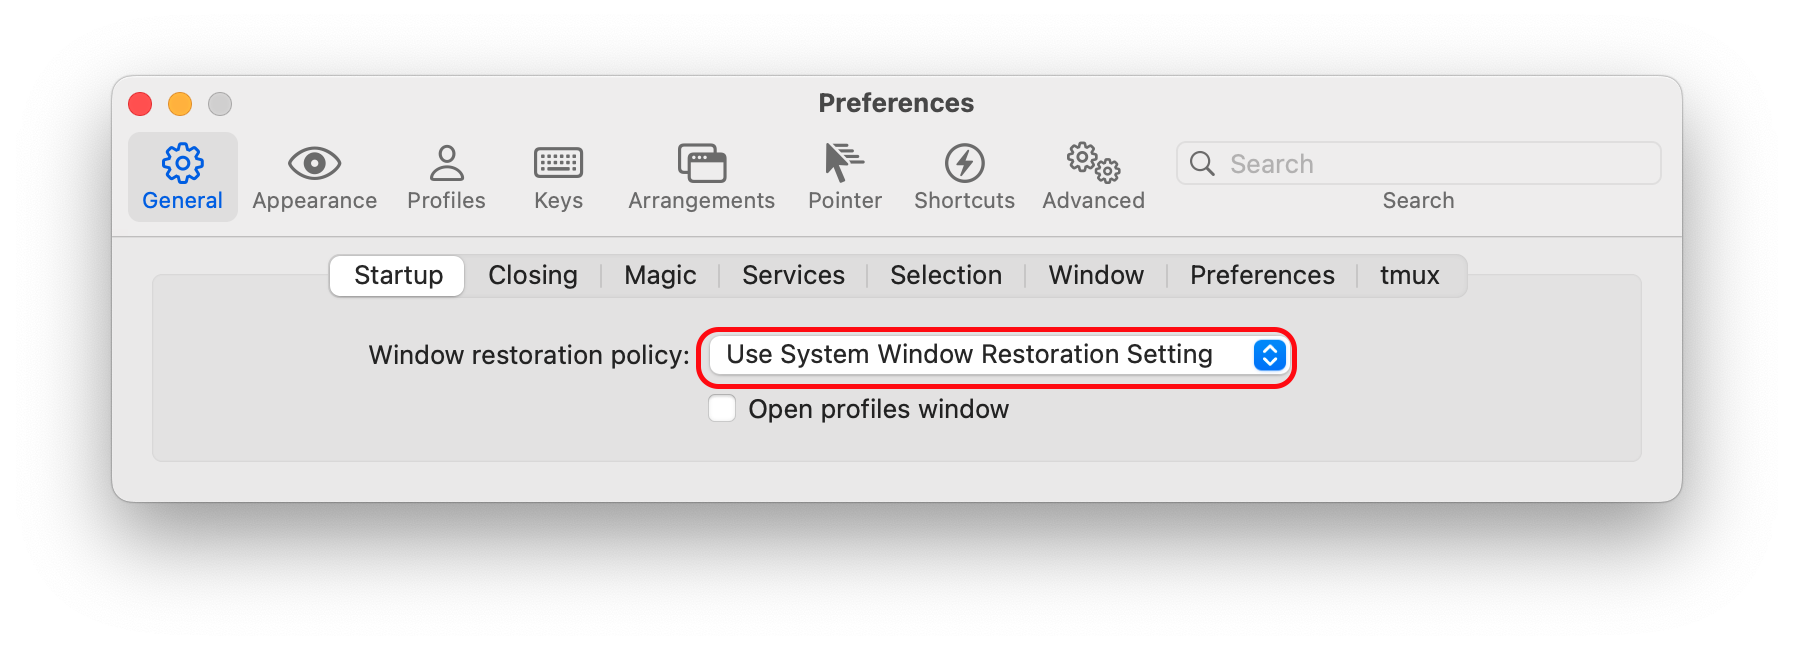 Preferences
General Appearance Profiles Keys Arrangements Pointer Shortcuts Advanced Search
Search
Startup Closing Magic Services Selection Window Preferences tmux
Window restoration policy: Use System Window Restoration Setting
Open profiles window